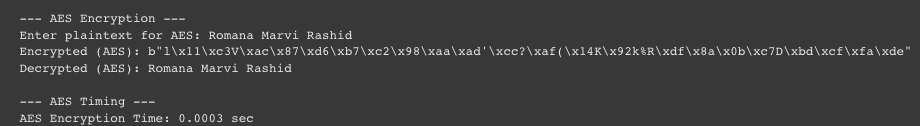 --- AES Encryption ---
Enter plaintext for AES: Romana Marvi Rashid
Encrypted (AES): b"l\x11\xc3V\xac\x87\xd6\xb7\xc2\x98\xaa\xad'\xcc?\xaf(\x14K\x92k%R\xdf\x8a\x0b\xc7D\xbd\xcf\xfa\xde"
Decrypted (AES): Romana Marvi Rashid
--- AES Timing ---
AES Encryption Time: 0.0003 sec